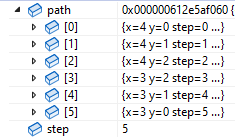 path 0x000000612e5af060 {
[0] {x=4 y=0 step=0 ...}
[1] {x=4 y=1 step=1 ...}
[2] {x=4 y=2 step=2 ...}
[3] {x=3 y=2 step=3 ...}
[4] {x=3 y=1 step=4 ...}
[5] {x=3 y=0 step=5 ...}
step 5